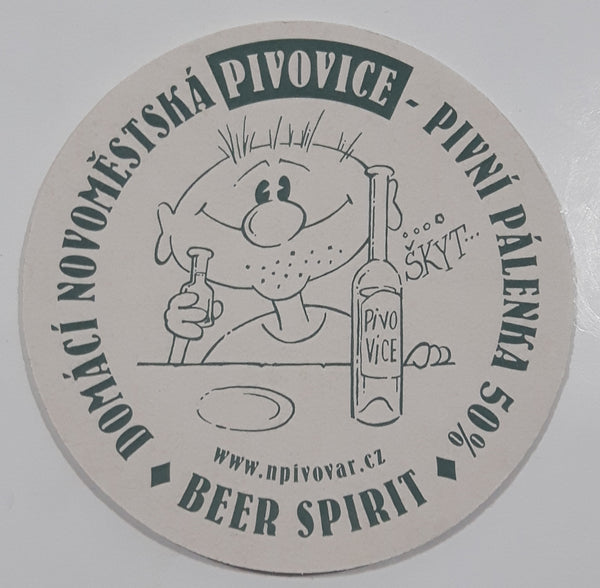 DOMÁCÍ NOVOMĚSTSKÁ PIVOVICE - PIVNÍ PÁLENKA 50%
ŠKYT...
PIVO
VICE
www.npivovar.cz
BEER SPIRIT